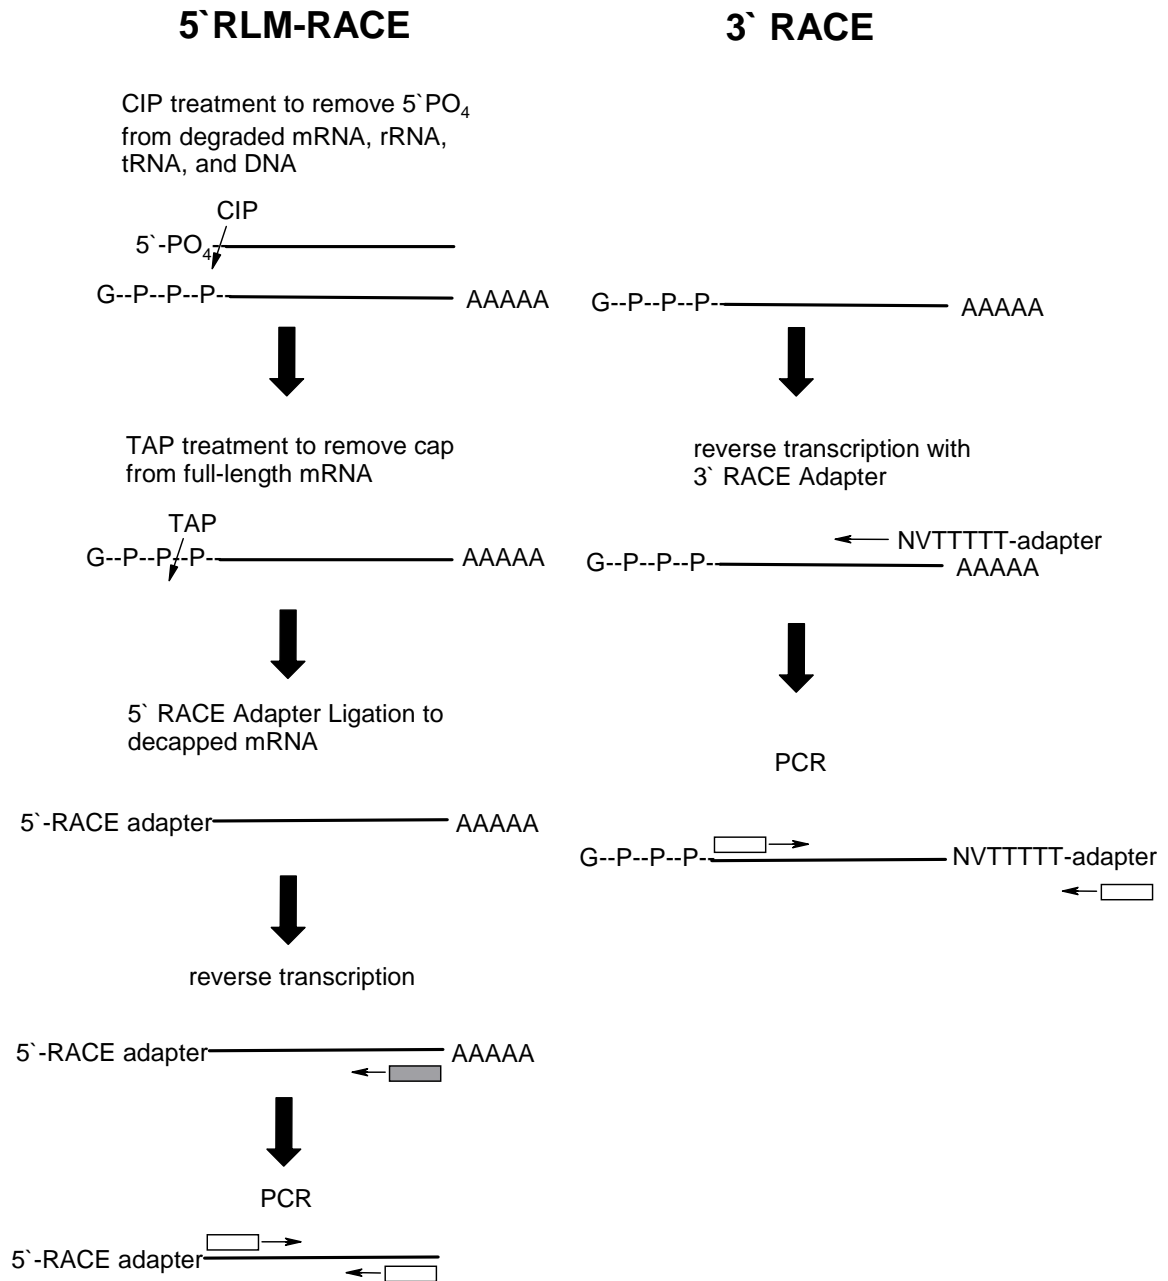 5`RLM-RACE
CIP treatment to remove 5`PO4
from degraded mRNA, rRNA,
tRNA, and DNA
CIP
5`-PO4-
G--P--P--P--
AAAAA
TAP treatment to remove cap
from full-length mRNA
TAP
G--P--P--P--
AAAAA
5` RACE Adapter Ligation to
decapped mRNA
5`-RACE adapter
AAAAA
reverse transcription
5`-RACE adapter
AAAAA
PCR
5`-RACE adapter
3` RACE
G--P--P--P--
AAAAA
reverse transcription with
3` RACE Adapter
NVTTTTT-adapter
G--P--P--P--
AAAAA
PCR
G--P--P--P--
NVTTTTT-adapter